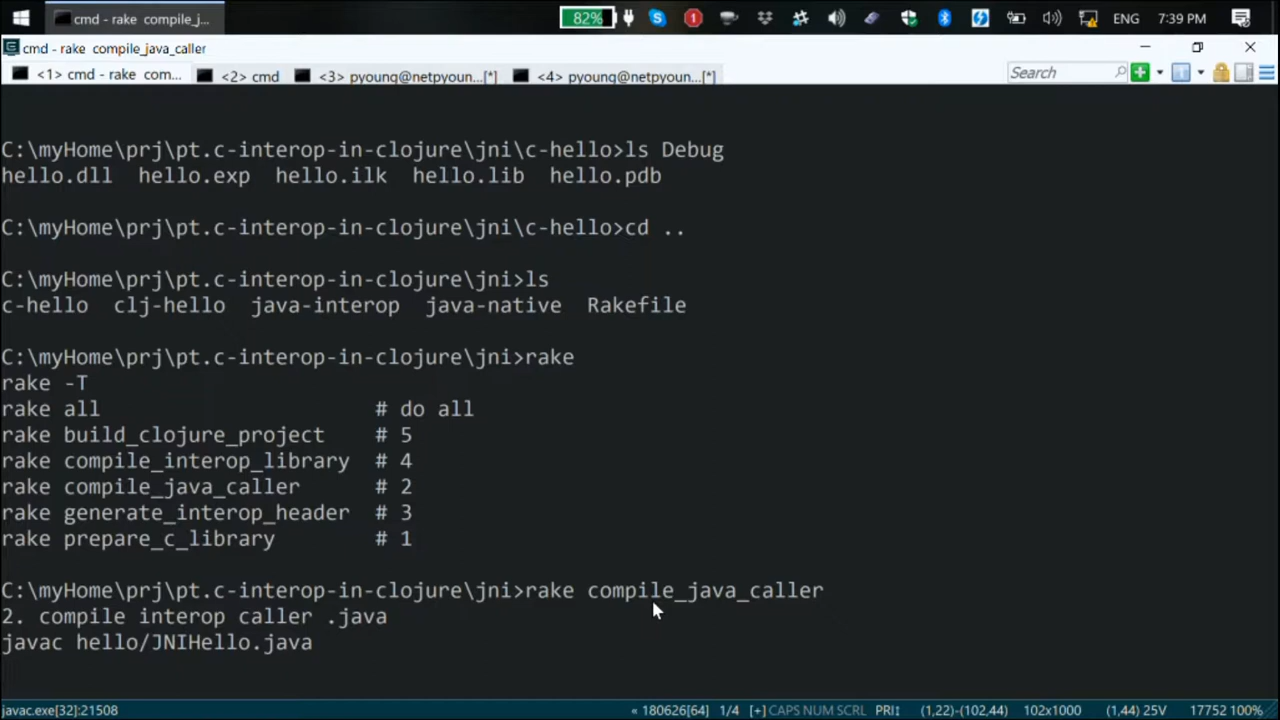 cmd - rake compile_j...
82%
1
ENG
7:39 PM
cmd - rake  compile_java_caller
<1> cmd - rake  com...
<2> cmd
<3> pyoung@netpyoun...[*]
<4> pyoung@netpyoun...[*]
Search
C:\myHome\prj\pt.c-interop-in-clojure\jni\c-hello>ls Debug
hello.dll  hello.exp  hello.ilk  hello.lib  hello.pdb
C:\myHome\prj\pt.c-interop-in-clojure\jni\c-hello>cd ..
C:\myHome\prj\pt.c-interop-in-clojure\jni>ls
c-hello  clj-hello  java-interop  java-native  Rakefile
C:\myHome\prj\pt.c-interop-in-clojure\jni>rake
rake -T
rake all                      # do all
rake build_clojure_project    # 5
rake compile_interop_library  # 4
rake compile_java_caller      # 2
rake generate_interop_header  # 3
rake prepare_c_library        # 1
C:\myHome\prj\pt.c-interop-in-clojure\jni>rake compile_java_caller
2. compile interop caller .java
javac hello/JNIHello.java
javac.exe[32]:21508
« 180626[64]
1/4
[+] CAPS NUM SCRL
PRI↕
(1,22)-(102,44)
102x1000
(1,44) 25V
17752 100%